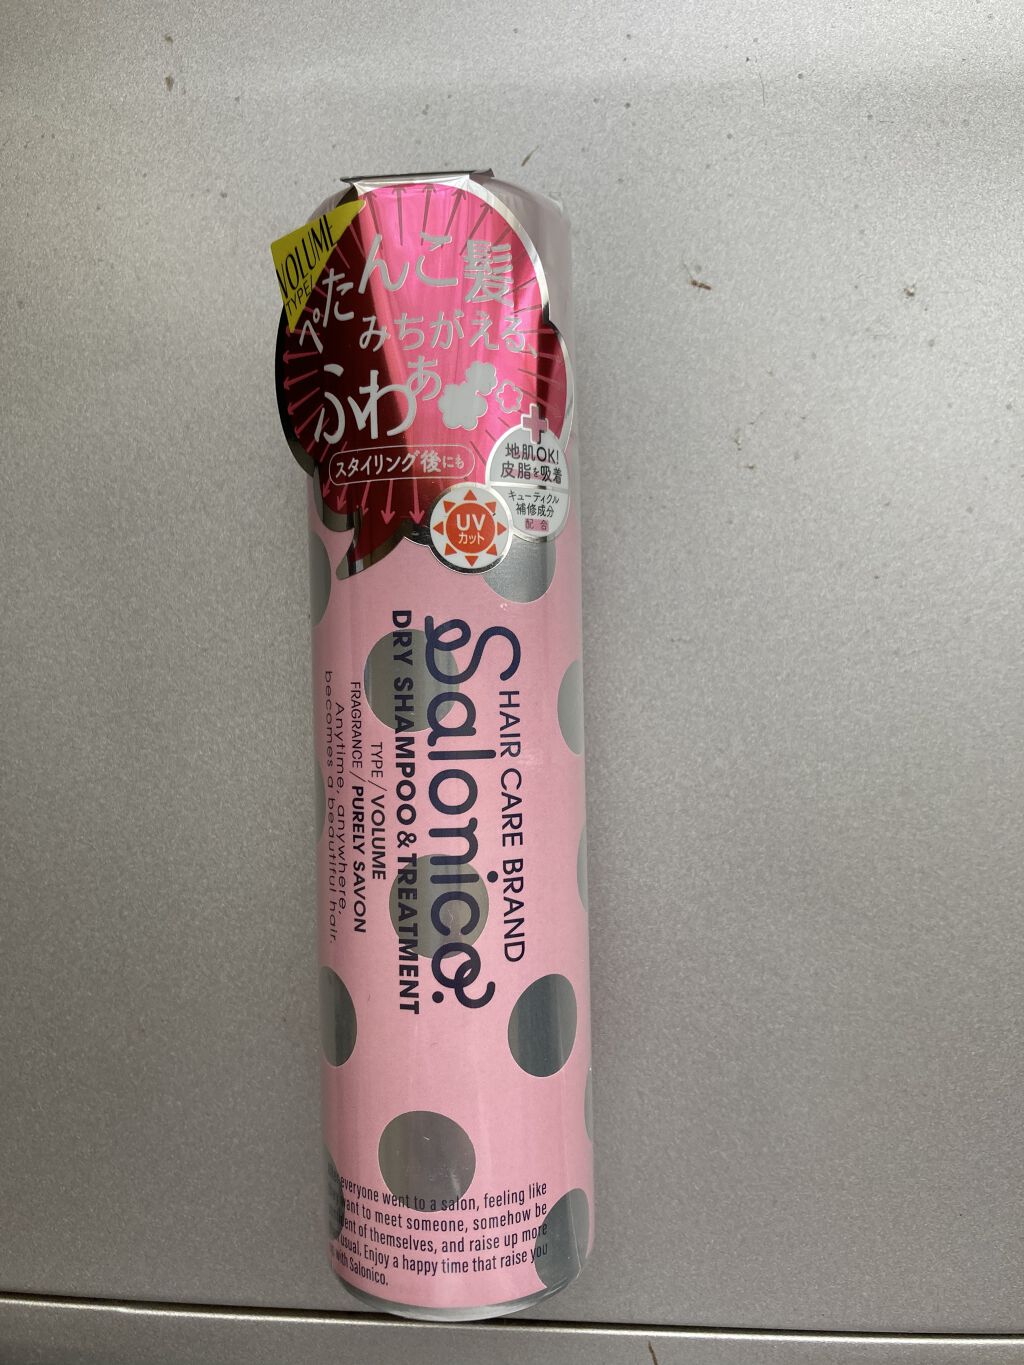 VOLUME
TYPE/
ぺたんこ髪
みちがえる、
ふわぁ
スタイリング後にも
地肌OK!
皮脂を吸着
キューティクル
補修成分
配合
UV
カット
HAIR CARE BRAND
Salonico.
DRY SHAMPOO & TREATMENT
TYPE/VOLUME
FRAGRANCE/PURELY SAVON
Anytime, anywhere,
becomes a beautiful hair.
everyone went to a salon, feeling like
want to meet someone, somehow be
of themselves, and raise up more
usual. Enjoy a happy time that raise you
with Salonico.